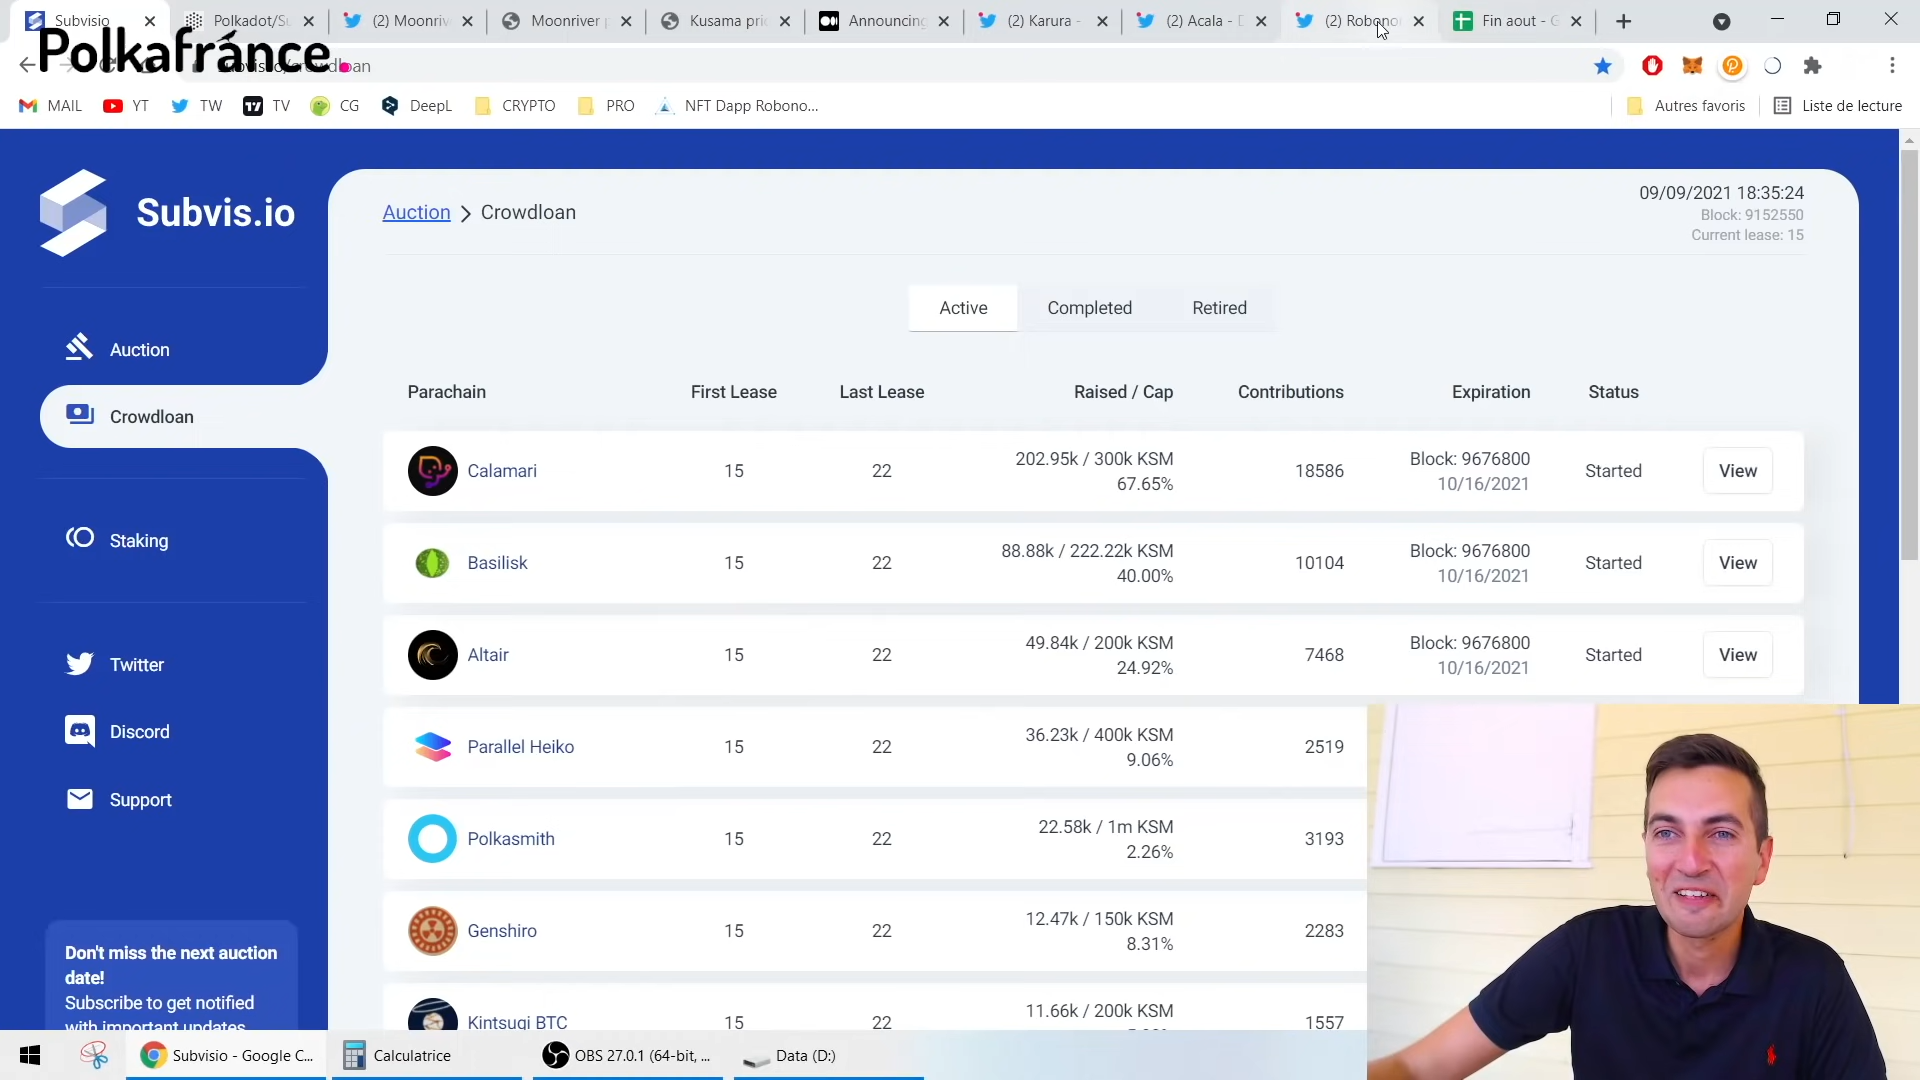 Subvisio
Polkadot/Su
(2) Moonriv
Moonriver p
Kusama pric
Announcing
(2) Karura -
(2) Acala - D
(2) Robono
Fin aout - G
Polkafránce
MAIL
YT
TW
TV
CG
DeepL
CRYPTO
PRO
NFT Dapp Robono...
Autres favoris
Liste de lecture
Subvis.io
Auction
Crowdloan
Staking
Twitter
Discord
Support
Don't miss the next auction
date!
Subscribe to get notified
with important updates
Auction > Crowdloan
09/09/2021 18:35:24
Block: 9152550
Current lease: 15
Active
Completed
Retired
Parachain First Lease Last Lease Raised / Cap Contributions Expiration Status
Calamari 15 22 202.95k / 300k KSM 18586 Block: 9676800 Started View
67.65% 10/16/2021
Basilisk 15 22 88.88k / 222.22k KSM 10104 Block: 9676800 Started View
40.00% 10/16/2021
Altair 15 22 49.84k / 200k KSM 7468 Block: 9676800 Started View
24.92% 10/16/2021
Parallel Heiko 15 22 36.23k / 400k KSM 2519
9.06%
Polkasmith 15 22 22.58k / 1m KSM 3193
2.26%
Genshiro 15 22 12.47k / 150k KSM 2283
8.31%
Kintsugi BTC 15 22 11.66k / 200k KSM 1557
Subvisio - Google C...
Calculatrice
OBS 27.0.1 (64-bit, ...
Data (D:)